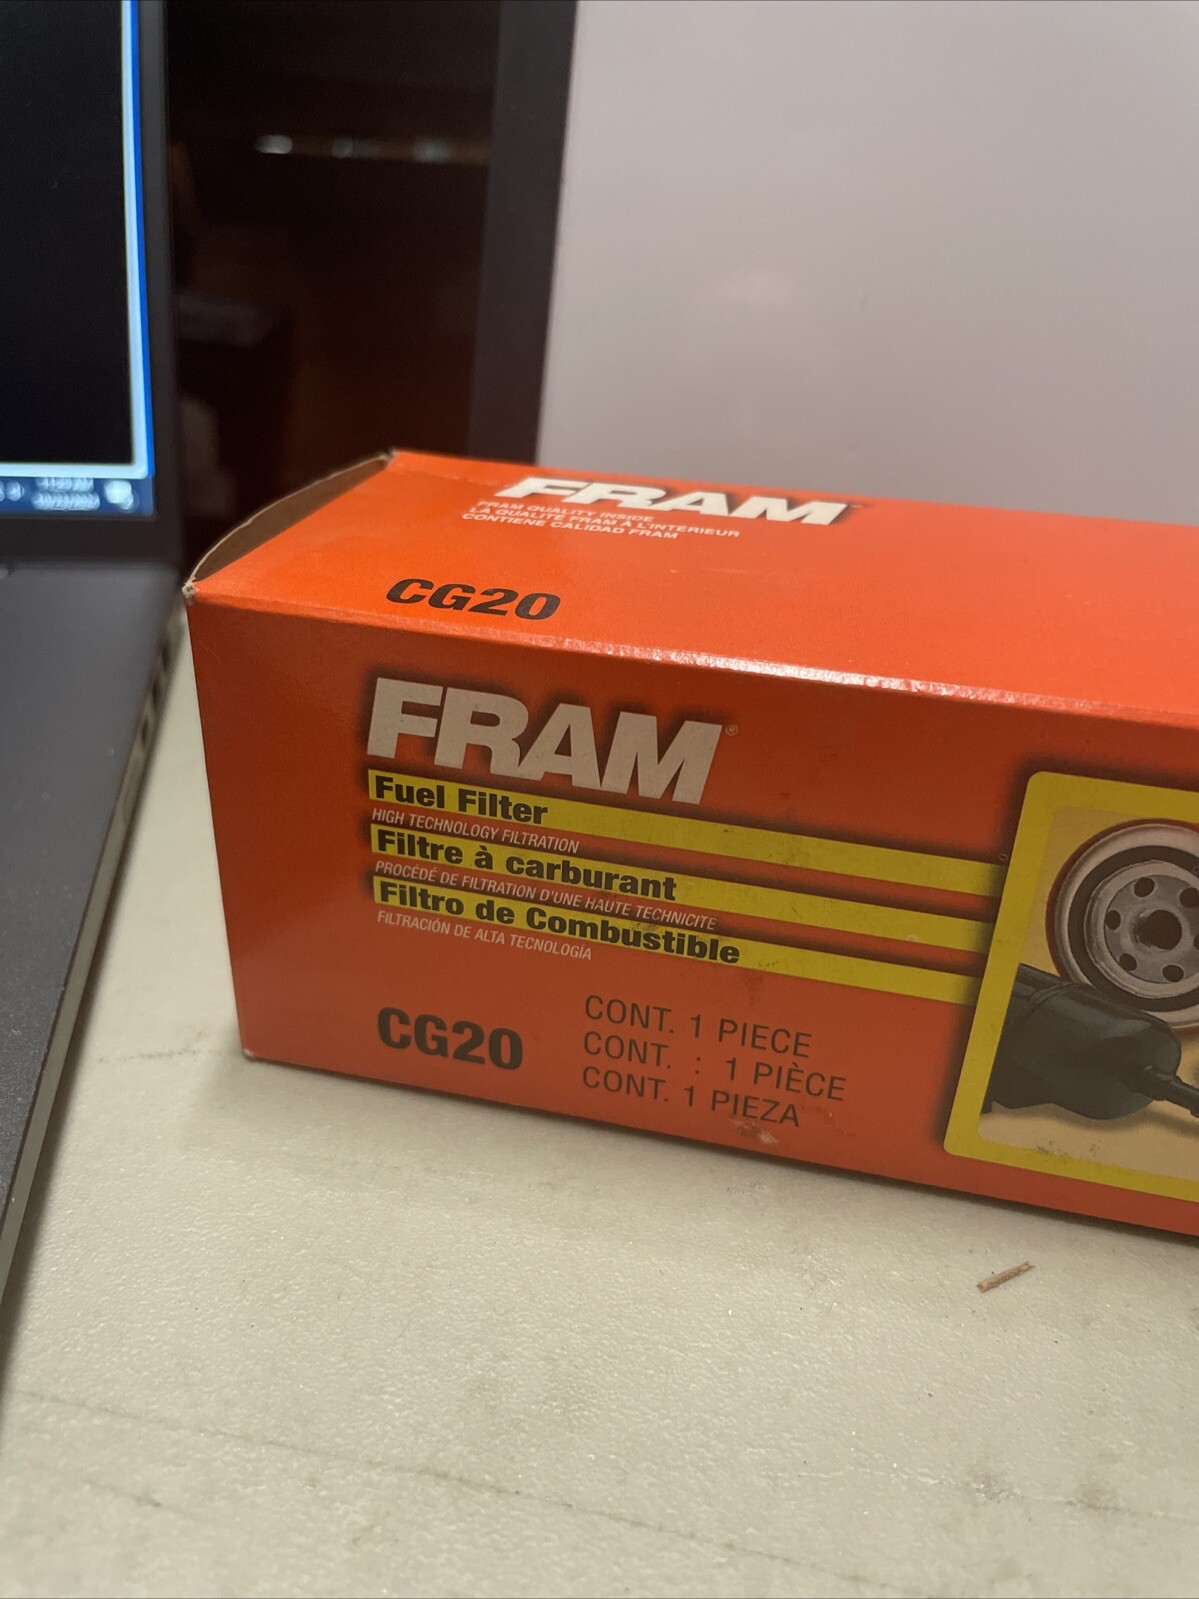 FRAM
FRAM QUALITY INSIDE
LA QUALITÉ FRAM À L'INTÉRIEUR
CONTIENE CALIDAD FRAM
CG20
FRAM®
Fuel Filter
HIGH TECHNOLOGY FILTRATION
Filtre à carburant
PROCÉDÉ DE FILTRATION D'UNE HAUTE TECHNICITÉ
Filtro de Combustible
FILTRACIÓN DE ALTA TECNOLOGÍA
CG20
CONT. 1 PIECE
CONT. : 1 PIÈCE
CONT. 1 PIEZA